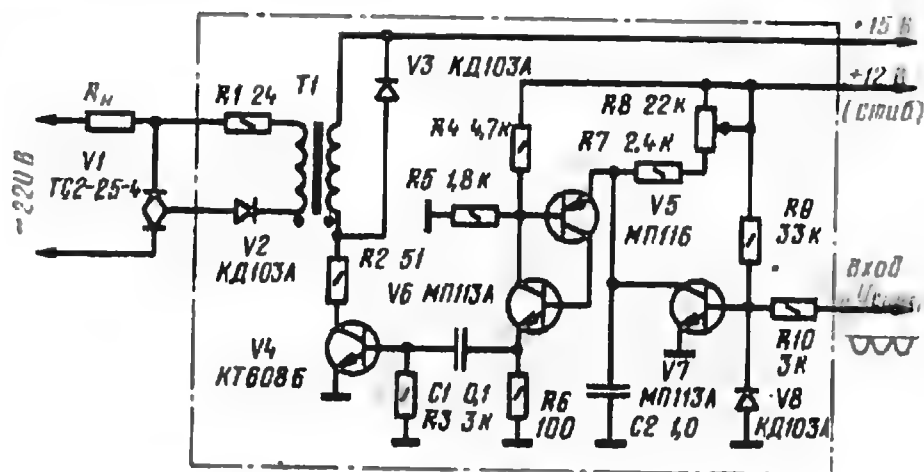 +15 В
+12 В
(стаб)
V3 КД103А
T1
R1 24
Rн
V1
ТС2-25-4
~220 В
V2
КД103А
R4 4,7к
R8 22к
R7 2.4к
R5 1,8к
V5
МП116
R9
33к
Вход
R2 51
V6 МП113А
V4
КТ608Б
R10
3к
V7
МП113А
V8
КД103А
C1 0,1
R3 3к
R6
100
C2 1,0